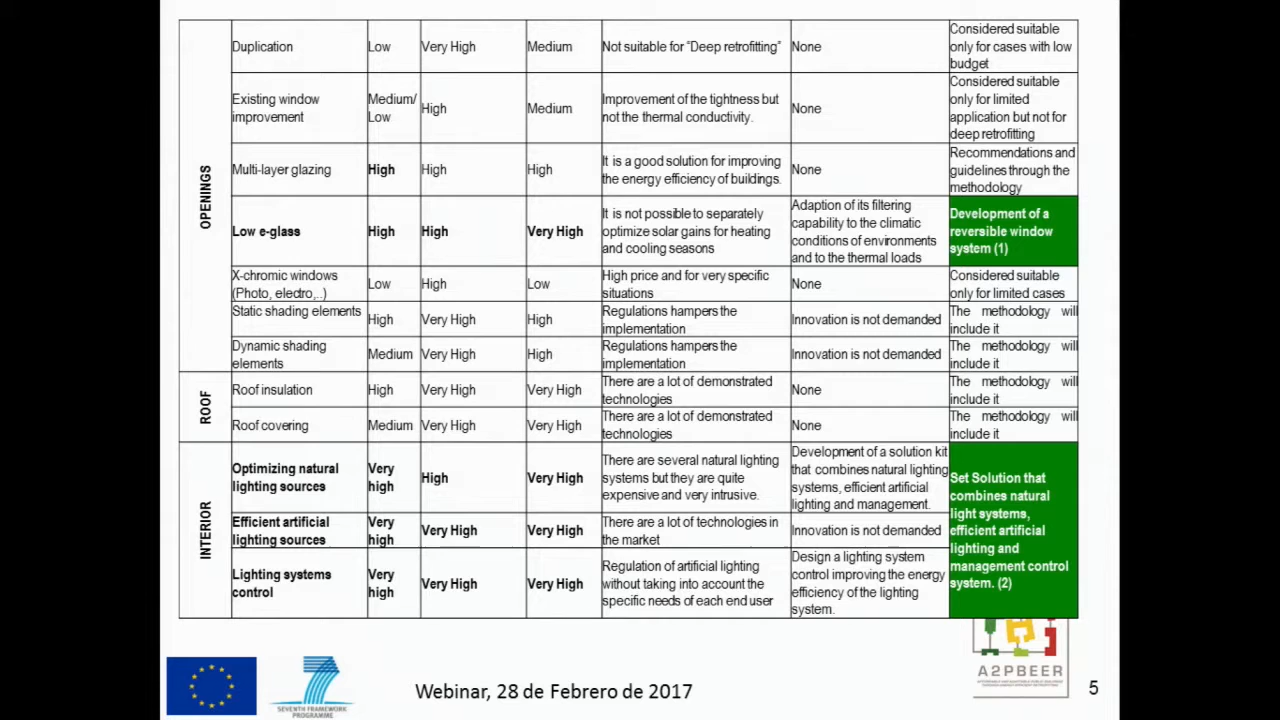 OPENINGS
Duplication
Low
Very High
Medium
Not suitable for “Deep retrofitting”
None
Considered suitable
only for cases with low
budget
Existing window
improvement
Medium/
Low
High
Medium
Improvement of the tightness but
not the thermal conductivity.
None
Considered suitable
only for limited
application but not for
deep retrofitting
Multi-layer glazing
High
High
High
It is a good solution for improving
the energy efficiency of buildings.
None
Recommendations and
guidelines through the
methodology
Low e-glass
High
High
Very High
It is not possible to separately
optimize solar gains for heating
and cooling seasons
Adaption of its filtering
capability to the climatic
conditions of environments
and to the thermal loads
Development of a
reversible window
system (1)
X-chromic windows
(Photo, electro,..)
Low
High
Low
High price and for very specific
situations
None
Considered suitable
only for limited cases
Static shading elements
High
Very High
High
Regulations hampers the
implementation
Innovation is not demanded
The methodology will
include it
Dynamic shading
elements
Medium
Very High
High
Regulations hampers the
implementation
Innovation is not demanded
The methodology will
include it
ROOF
Roof insulation
High
Very High
Very High
There are a lot of demonstrated
technologies
None
The methodology will
include it
Roof covering
Medium
Very High
Very High
There are a lot of demonstrated
technologies
None
The methodology will
include it
INTERIOR
Optimizing natural
lighting sources
Very
high
High
Very High
There are several natural lighting
systems but they are quite
expensive and very intrusive.
Development of a solution kit
that combines natural lighting
systems, efficient artificial
lighting and management.
Set Solution that
combines natural
light systems,
efficient artificial
lighting and
management control
system. (2)
Efficient artificial
lighting sources
Very
high
Very High
Very High
There are a lot of technologies in
the market
Innovation is not demanded
Lighting systems
control
Very
high
Very High
Very High
Regulation of artificial lighting
without taking into account the
specific needs of each end user
Design a lighting system
control improving the energy
efficiency of the lighting
system.
SEVENTH FRAMEWORK
PROGRAMME
Webinar, 28 de Febrero de 2017
A2PBEER
5